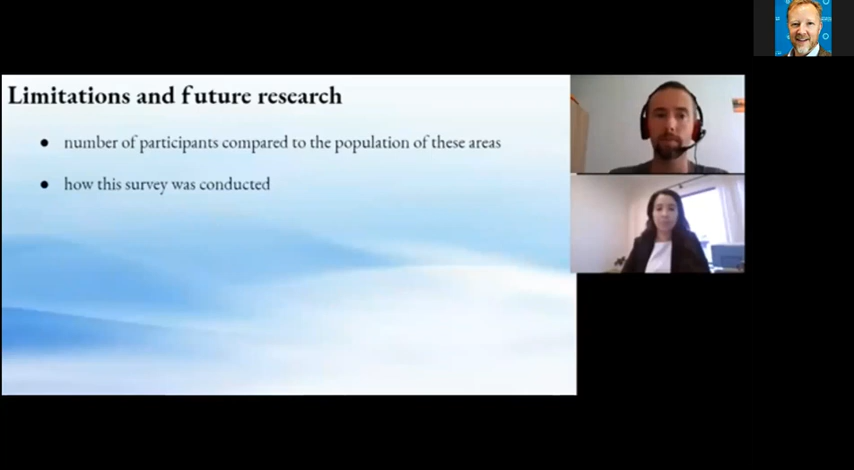 Limitations and future research
● number of participants compared to the population of these areas
● how this survey was conducted